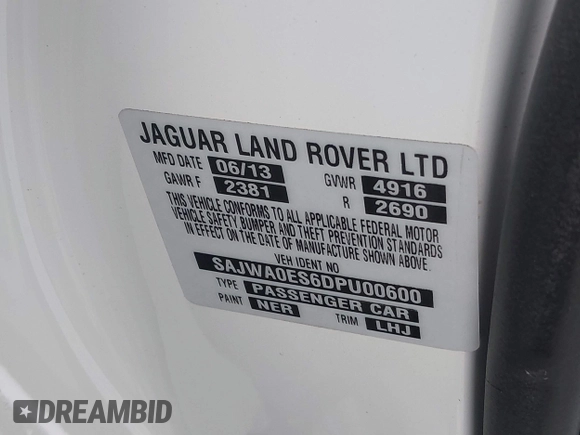 JAGUAR LAND ROVER LTD
MFD DATE 06/13 GVWR 4916
GAWR F 2381 R 2690
THIS VEHICLE CONFORMS TO ALL APPLICABLE FEDERAL MOTOR
VEHICLE SAFETY BUMPER AND THEFT PREVENTION STANDARDS
IN EFFECT ON THE DATE OF MANUFACTURE SHOWN ABOVE
VEH IDENT NO SAJWA0ES6DPU00600
TYPE PASSENGER CAR
PAINT NER TRIM LHJ
DREAMBID